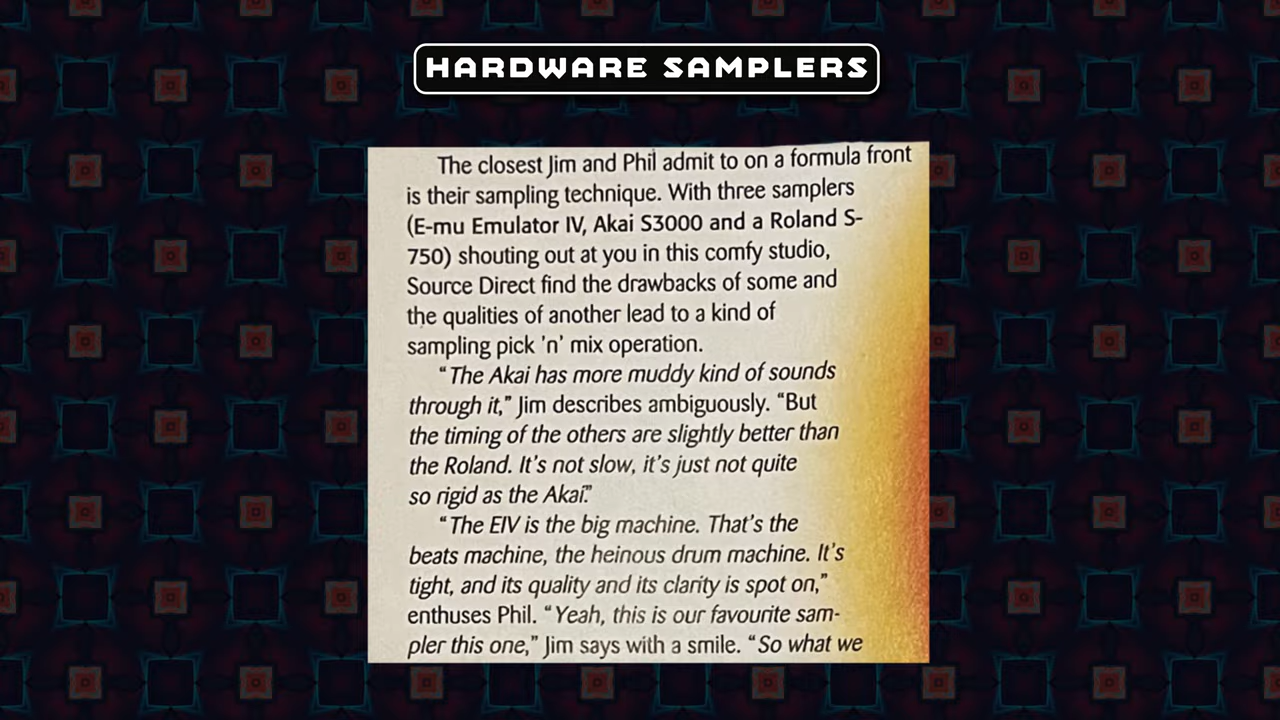 HARDWARE SAMPLERS
The closest Jim and Phil admit to on a formula front
is their sampling technique. With three samplers
(E-mu Emulator IV, Akai S3000 and a Roland S-
750) shouting out at you in this comfy studio,
Source Direct find the drawbacks of some and
the qualities of another lead to a kind of
sampling pick 'n' mix operation.
“The Akai has more muddy kind of sounds
through it,” Jim describes ambiguously. “But
the timing of the others are slightly better than
the Roland. It's not slow, it's just not quite
so rigid as the Akai.”
“The EIV is the big machine. That's the
beats machine, the heinous drum machine. It's
tight, and its quality and its clarity is spot on,”
enthuses Phil. “Yeah, this is our favourite sam-
pler this one,” Jim says with a smile. “So what we